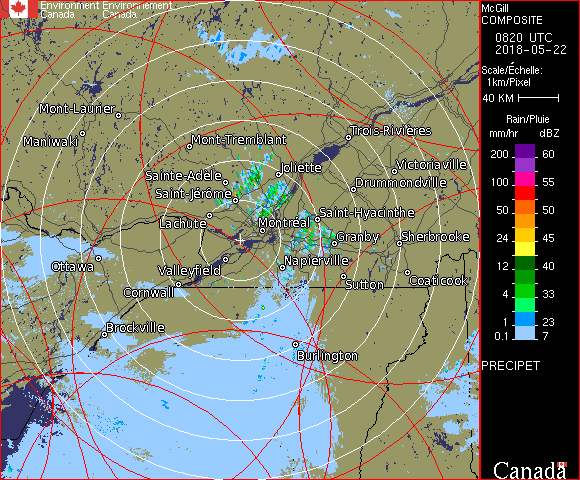 Environment Environnement
Canada Canada
McGill
COMPOSITE
0820 UTC
2018-05-22
Scale/Échelle:
1km/Pixel
40 KM
Rain/Pluie
mm/hr dBZ
200 60
100 55
50 50
24 45
12 40
4 33
1 23
0.1 7
PRECIPET
Canada
Mont-Laurier
Maniwaki
Mont-Tremblant
Trois-Rivières
Sainte-Adèle
Joliette
Victoriaville
Saint-Jérôme
Drummondville
Lachute
Montréal
Saint-Hyacinthe
Granby
Sherbrooke
Ottawa
Valleyfield
Napierville
Cornwall
Sutton
Coaticook
Brockville
Burlington